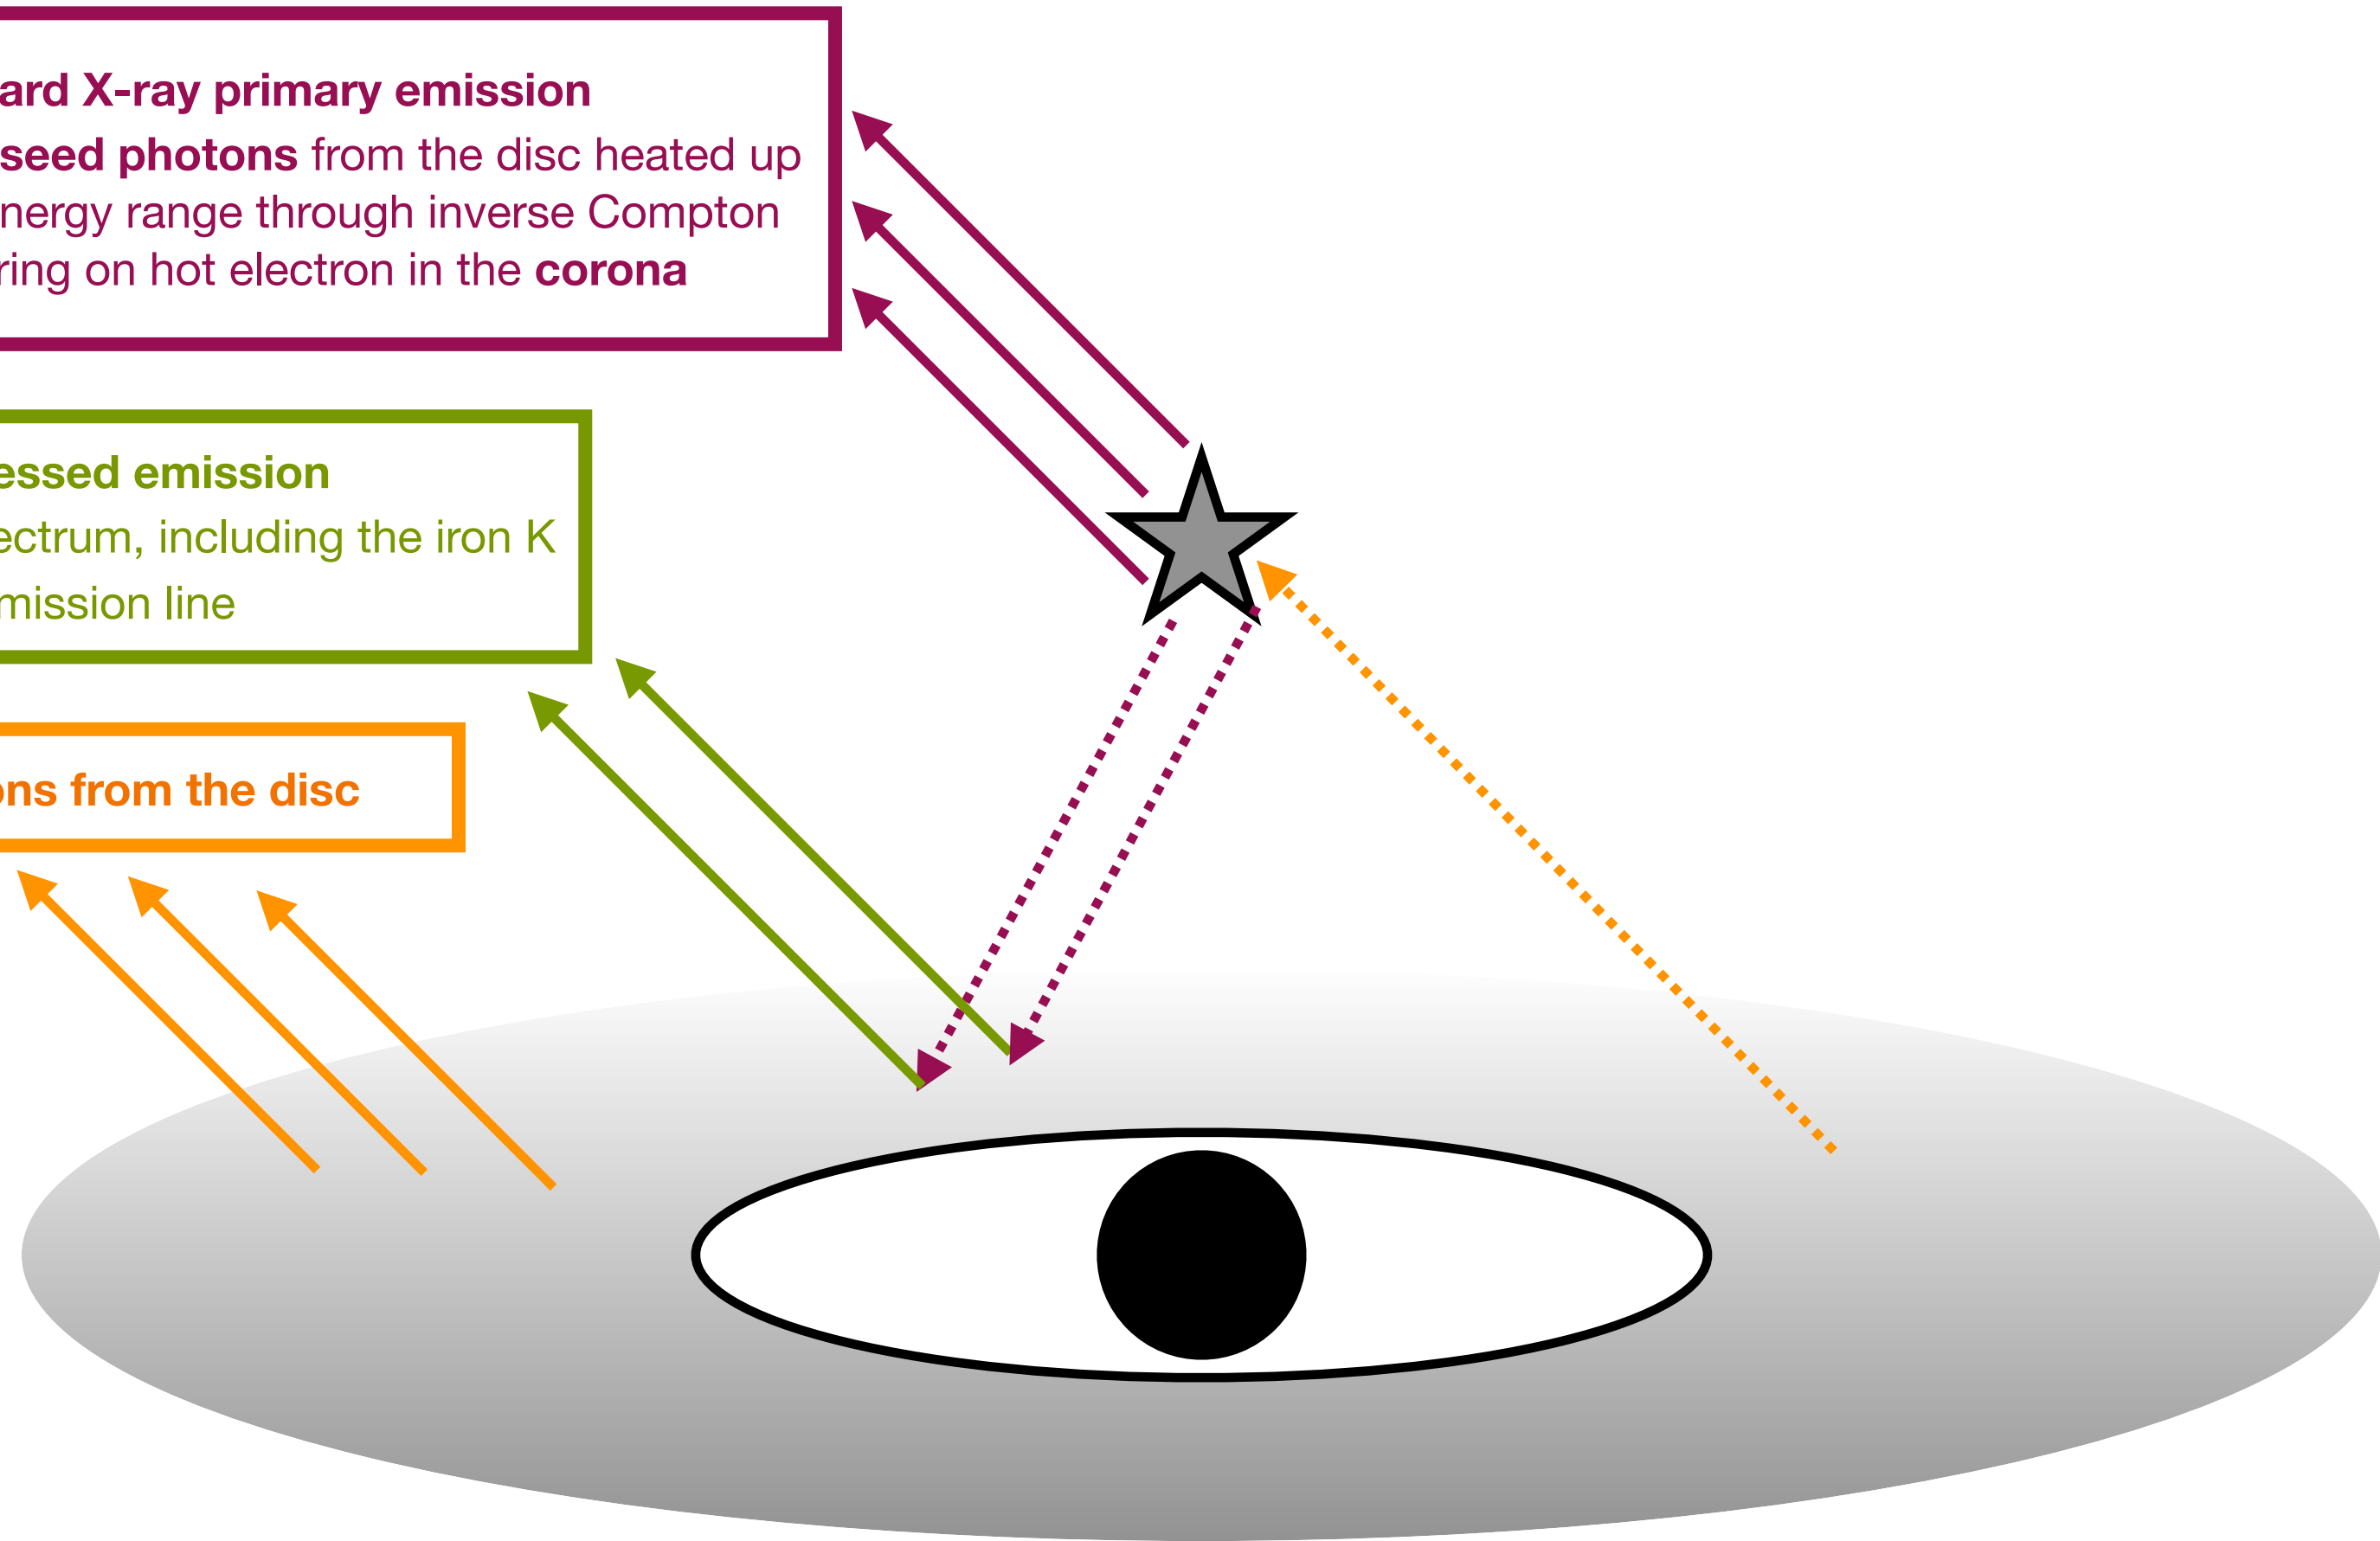 ard X-ray primary emission
seed photons from the disc heated up
nergy range through inverse Compton
ring on hot electron in the corona
essed emission
ectrum, including the iron K
mission line
ons from the disc